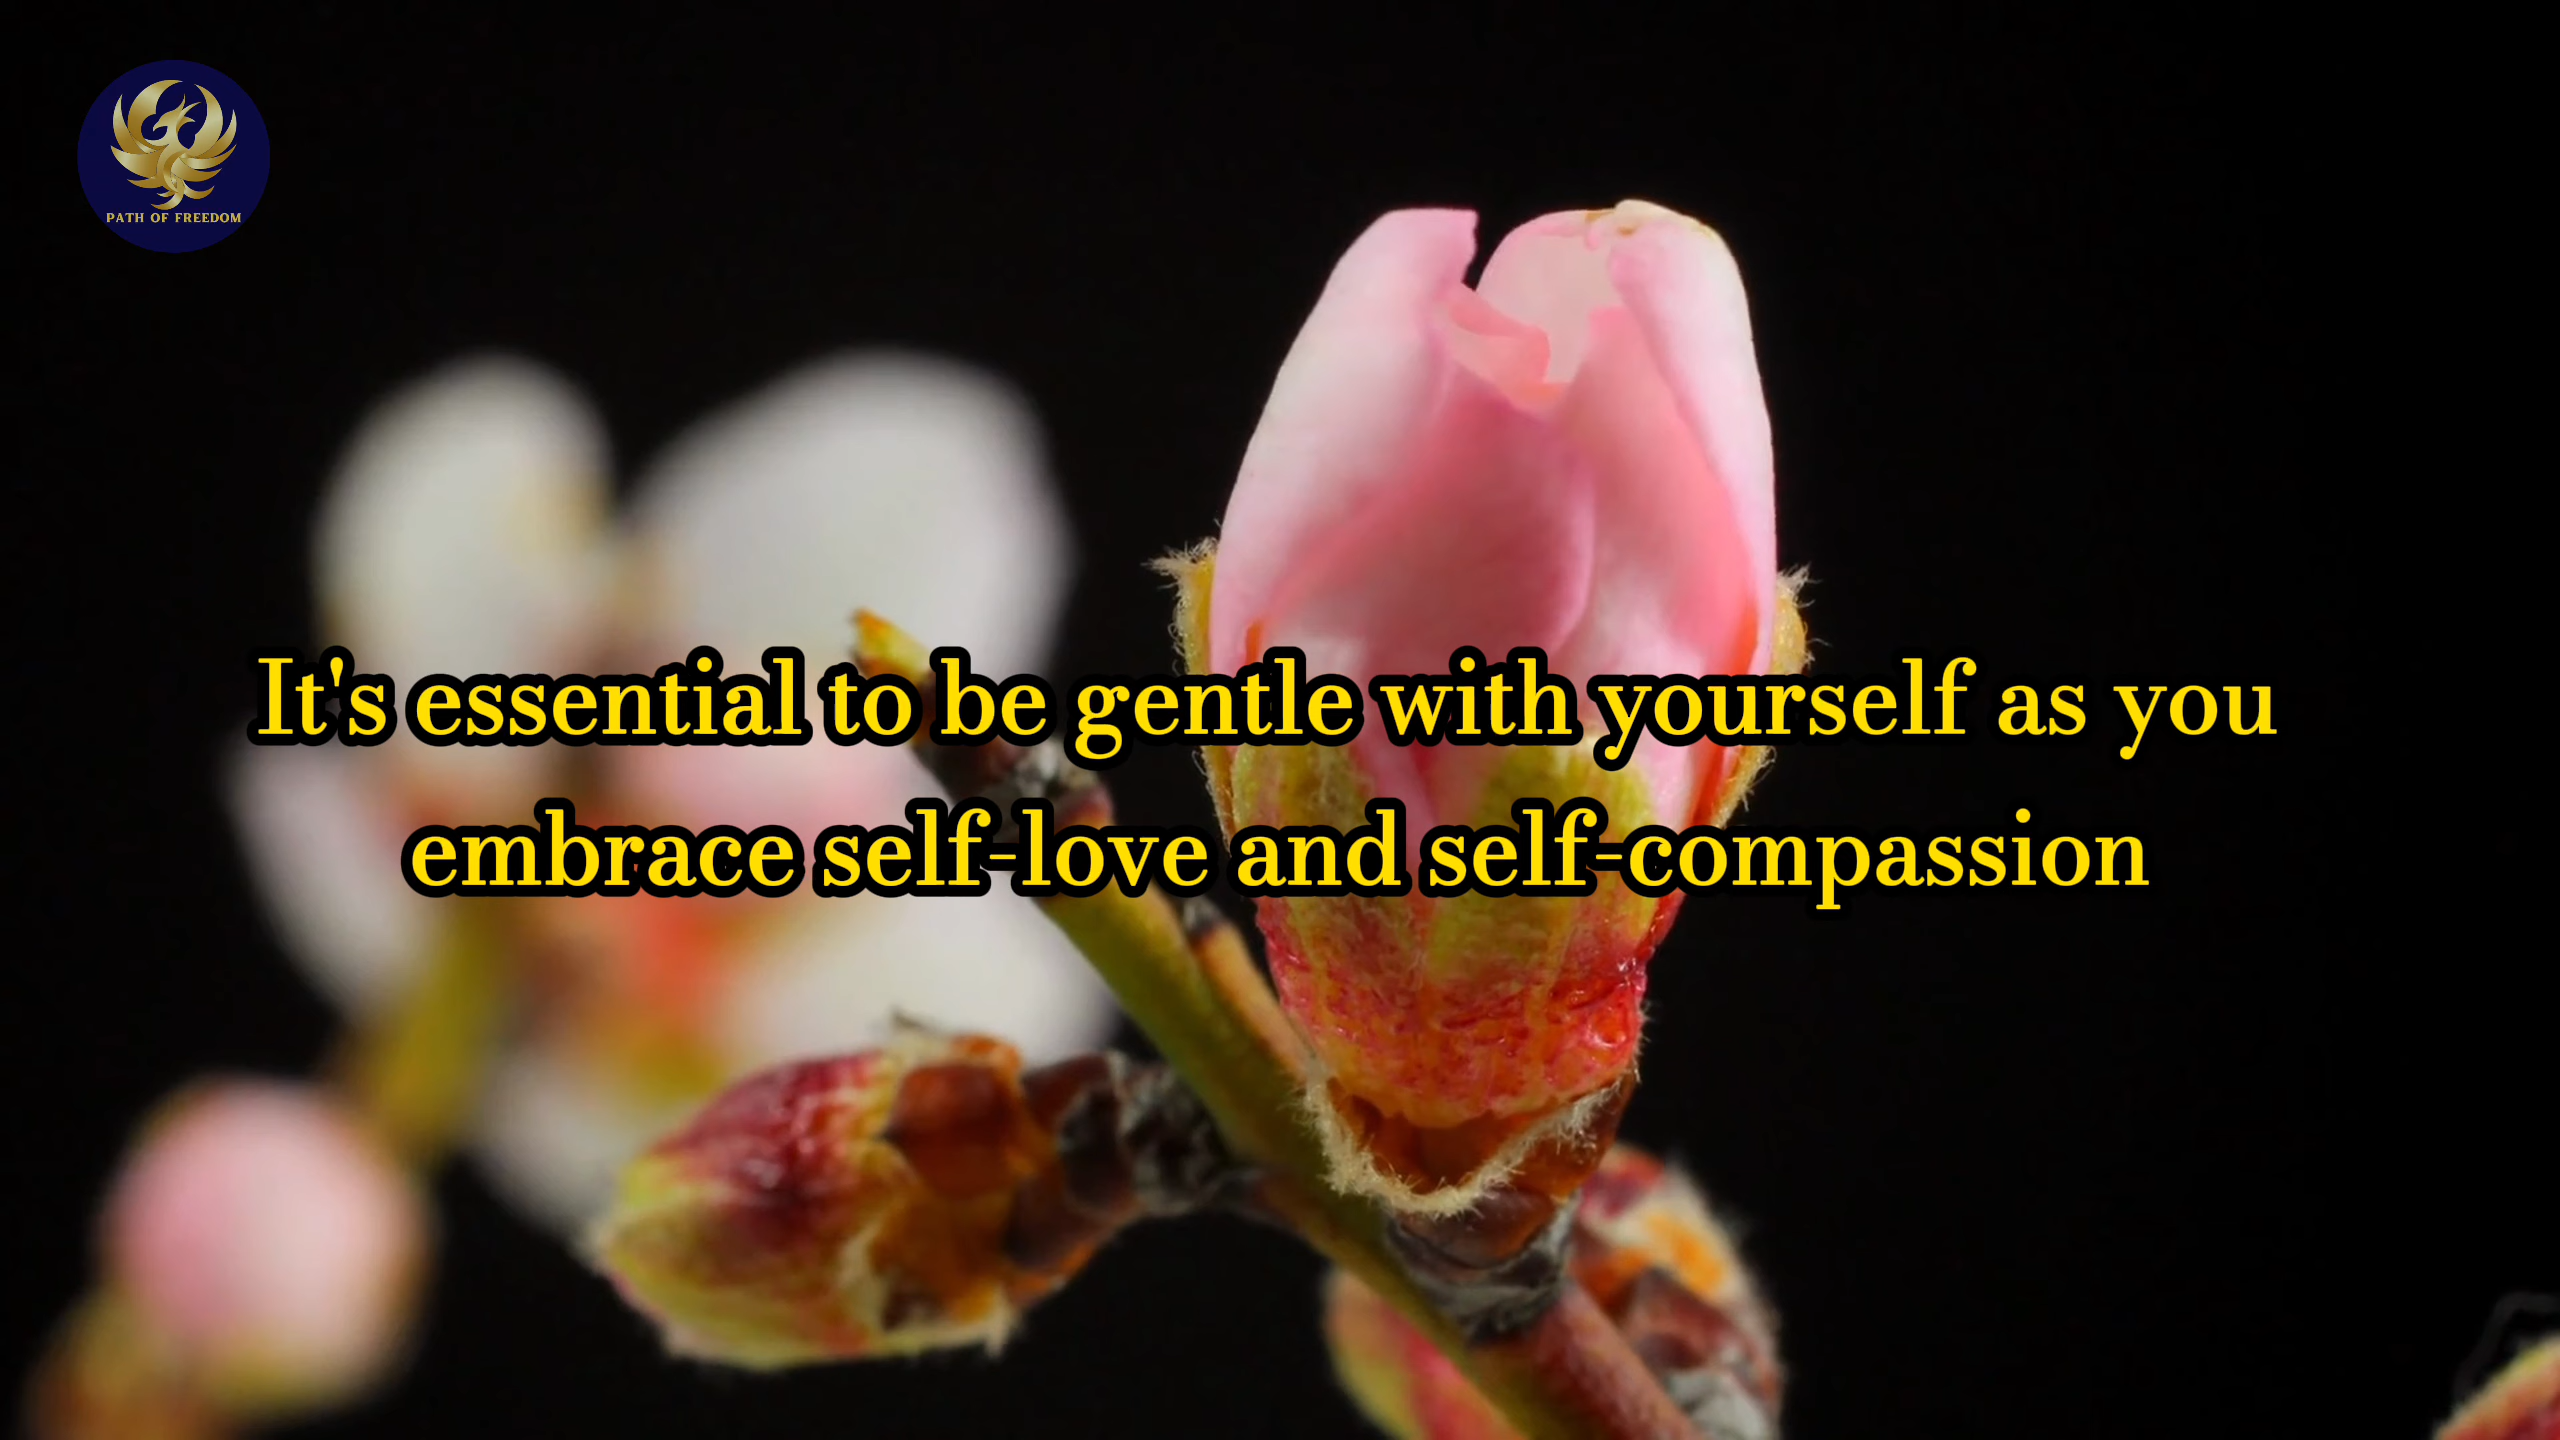 PATH OF FREEDOM
It's essential to be gentle with yourself as you
embrace self-love and self-compassion